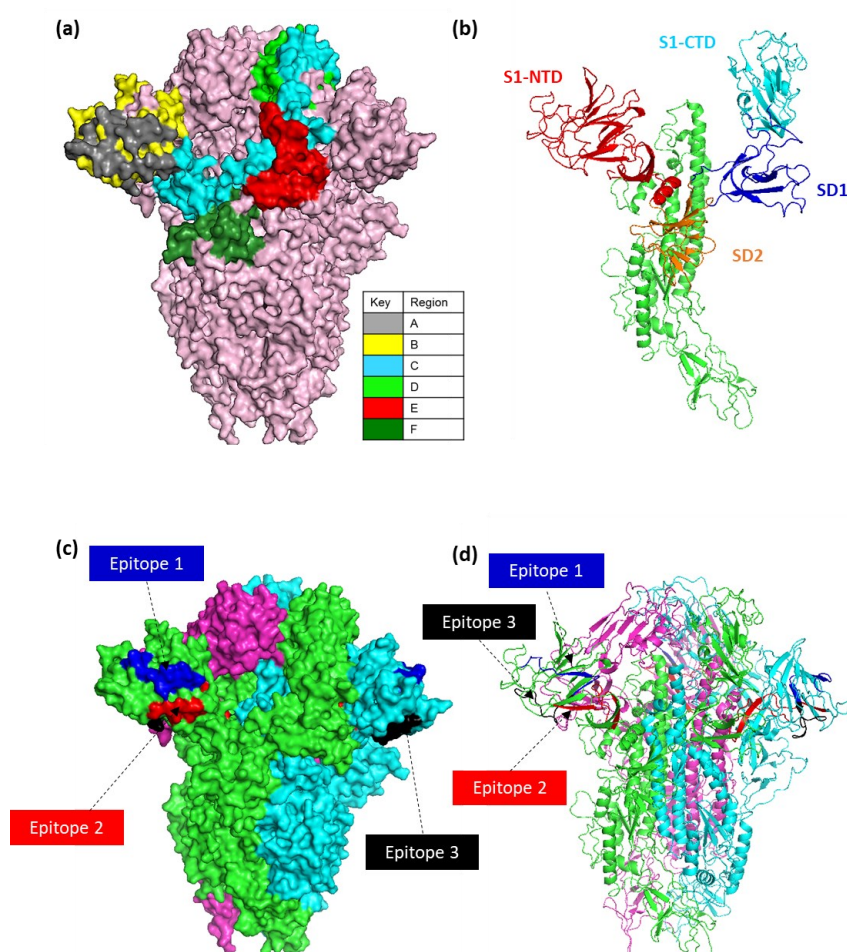 (a)
Key Region
A
B
C
D
E
F
(b)
S1-CTD
S1-NTD
SD1
SD2
(c)
Epitope 1
Epitope 2
Epitope 3
(d)
Epitope 1
Epitope 3
Epitope 2